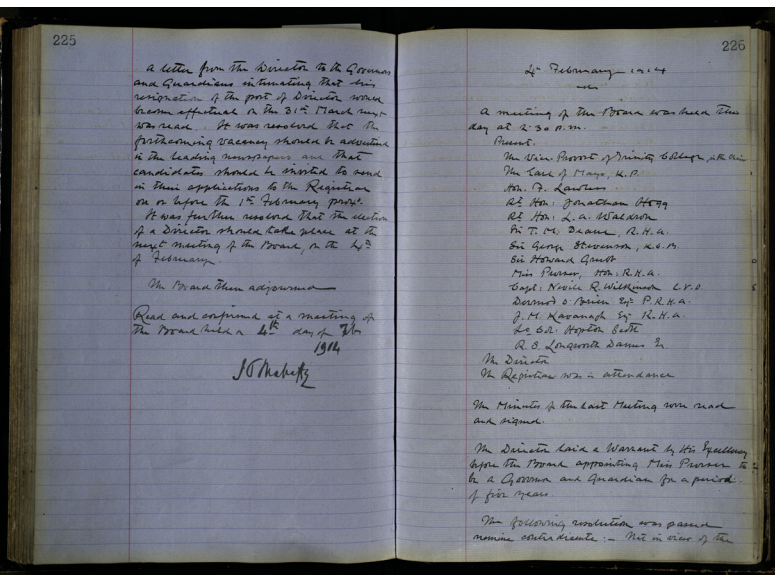 225
A letter from the Director to the Governors
and Guardians intimating that his
resignation of the post of Director would
become effectual on the 31st March next
was read. It was resolved that the
forthcoming vacancy should be advertised
in the leading newspapers and that
candidates should be invited to send
in their applications to the Registrar
on or before the 1st February proxo.
It was further resolved that the election
of a Director should take place at the
next meeting of the Board, on the 4th
of February.
The Board then adjourned
Read and confirmed at a meeting of
the Board held on 4th day of Feb
1914
J P Mahaffy
226
4th February 1914
A meeting of the Board was held this
day at 2.30 p.m.
Present.
The Vice Provost of Trinity College in the Chair
The Earl of Mayo, K.P.
Hon. F. Lawless
Rt Hon: Jonathan Hogg
Rt Hon: L. A. Waldron
Sir T. M. Deane, R.H.A.
Sir George Stevenson, K.C.B.
Sir Howard Grubb
Miss Purser, Hon: R.H.A.
Capt: Nevile R. Wilkinson C.V.O.
Dermod O'Brien Esq P.R.H.A.
J. M. Kavanagh Esq R.H.A.
Lt Col: Hopton Scott
R. E. Longworth Dames Esq
The Director
The Registrar was in attendance
The Minutes of the last Meeting were read
and signed.
The Director laid a Warrant by His Excellency
before the Board appointing Miss Purser to
be a Governor and Guardian for a period
of five years
The following resolution was passed
nomine contradicente :- That in view of the